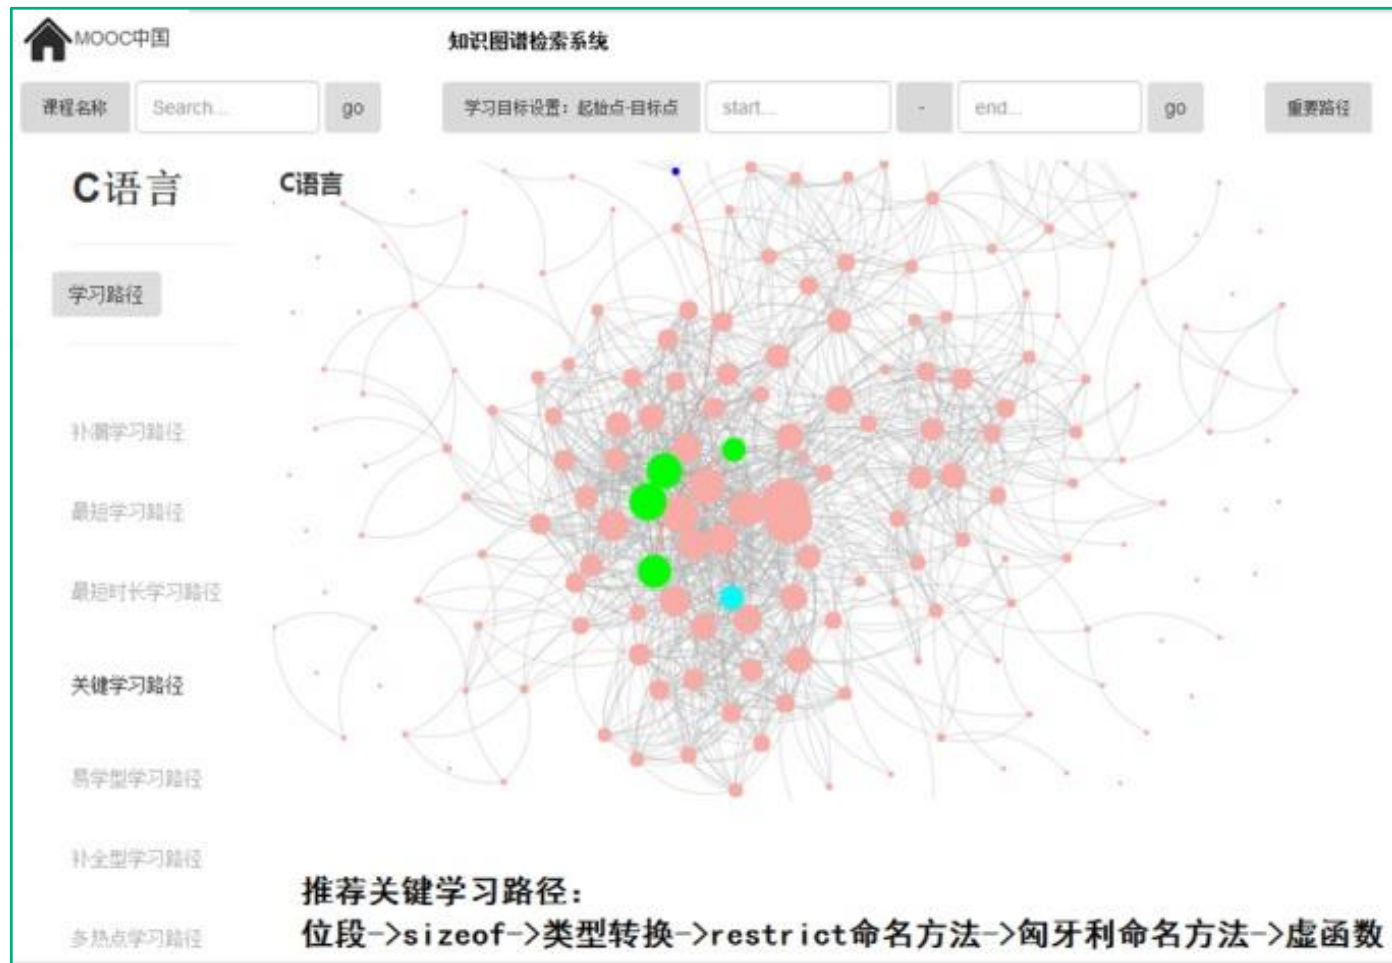 MOOC中国
知识图谱检索系统
课程名称 Search... go 学习目标设置：起始点-目标点 start... - end... go 重要路径
C语言
C语言
学习路径
补漏学习路径
最短学习路径
最短时长学习路径
关键学习路径
易学型学习路径
补全型学习路径
多热点学习路径
推荐关键学习路径：
位段->sizeof->类型转换->restrict命名方法->匈牙利命名方法->虚函数